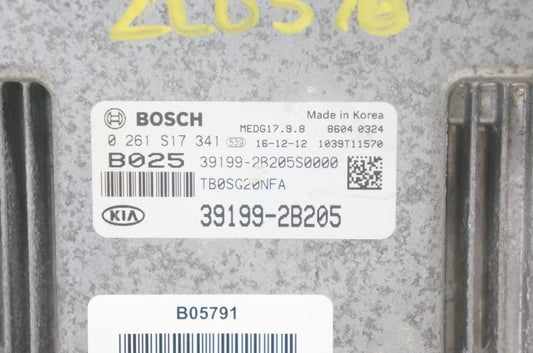 BOSCH
Made in Korea
MEDG17.9.8 8604 0324
0 261 S17 341 539 16-12-12 1039T11570
B025 39199-2B205S0000
TB0SG20NFA
KIA 39199-2B205
B05791